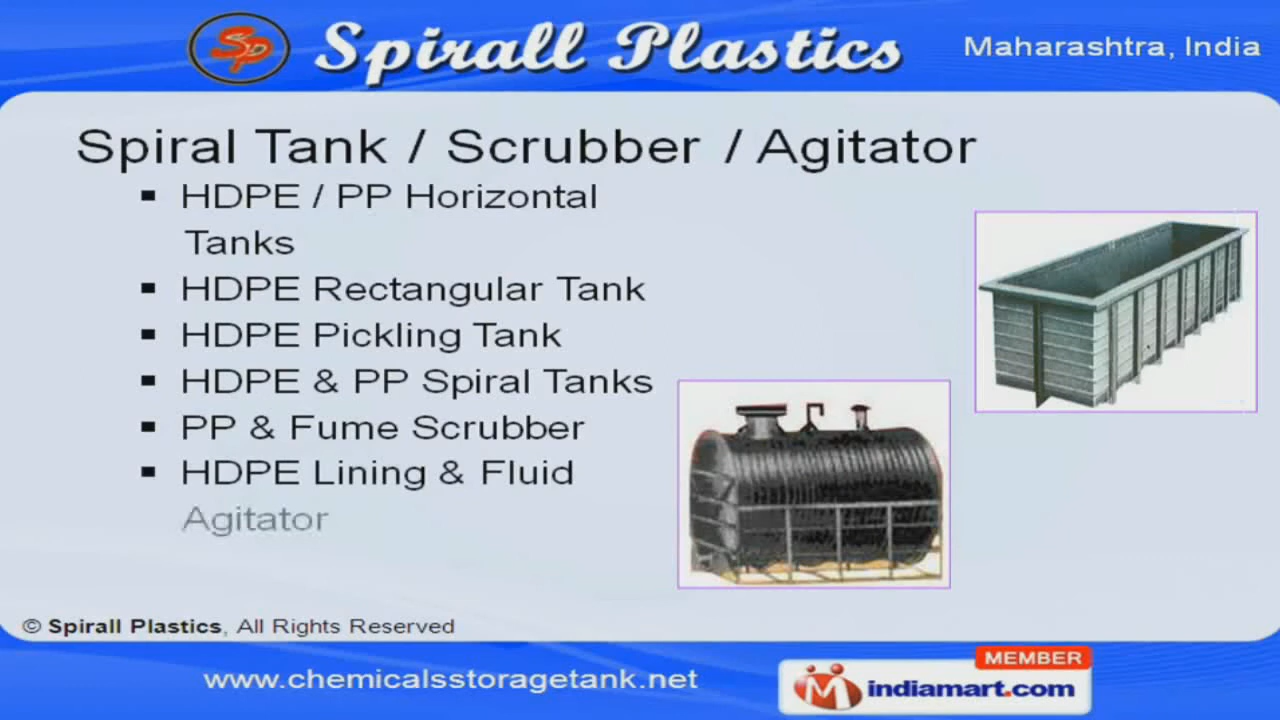 SP Spirall Plastics Maharashtra, India
Spiral Tank / Scrubber / Agitator
▪ HDPE / PP Horizontal
Tanks
▪ HDPE Rectangular Tank
▪ HDPE Pickling Tank
▪ HDPE & PP Spiral Tanks
▪ PP & Fume Scrubber
▪ HDPE Lining & Fluid
Agitator
© Spirall Plastics, All Rights Reserved
www.chemicalsstoragetank.net
MEMBER
indiamart.com